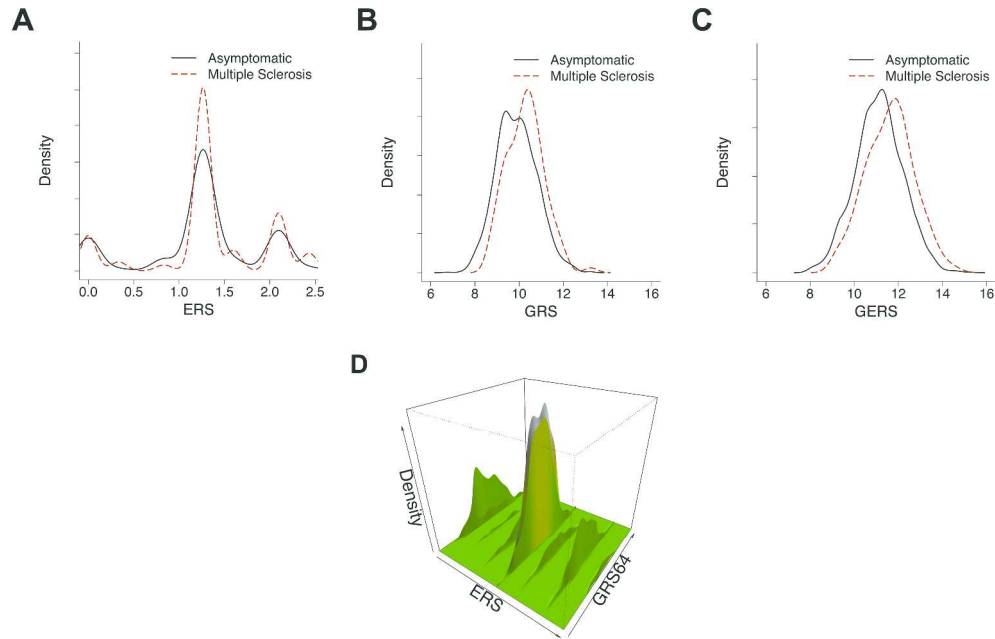 A
Asymptomatic
Multiple Sclerosis
Density
0.0 0.5 1.0 1.5 2.0 2.5
ERS
B
Asymptomatic
Multiple Sclerosis
Density
6 8 10 12 14 16
GRS
C
Asymptomatic
Multiple Sclerosis
Density
6 8 10 12 14 16
GERS
D
Density
ERS
GRS64